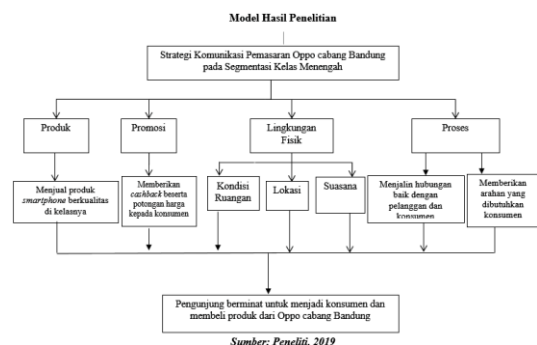 Model Hasil Penelitian
Strategi Komunikasi Pemasaran Oppo cabang Bandung
pada Segmentasi Kelas Menengah
Produk
Promosi
Lingkungan
Fisik
Proses
Menjual produk
smartphone berkualitas
di kelasnya
Memberikan
cashback beserta
potongan harga
kepada konsumen
Kondisi
Ruangan
Lokasi
Suasana
Menjalin hubungan
baik dengan
pelanggan dan
konsumen
Memberikan
arahan yang
dibutuhkan
konsumen
Pengunjung berminat untuk menjadi konsumen dan
membeli produk dari Oppo cabang Bandung
Sumber: Peneliti, 2019